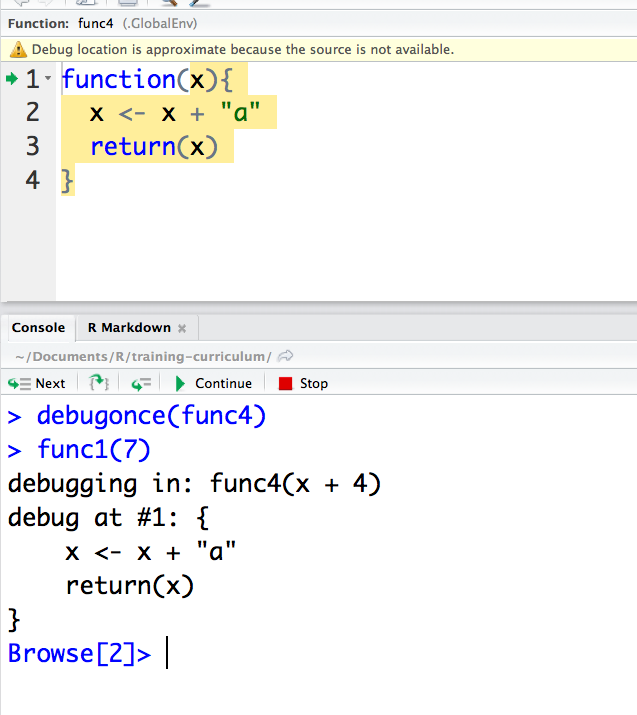 Function: func4 (.GlobalEnv)
Debug location is approximate because the source is not available.
1 function(x){
2   x <- x + "a"
3   return(x)
4 }
Console R Markdown ×
~/Documents/R/training-curriculum/
Next Continue Stop
> debugonce(func4)
> func1(7)
debugging in: func4(x + 4)
debug at #1: {
    x <- x + "a"
    return(x)
}
Browse[2]>